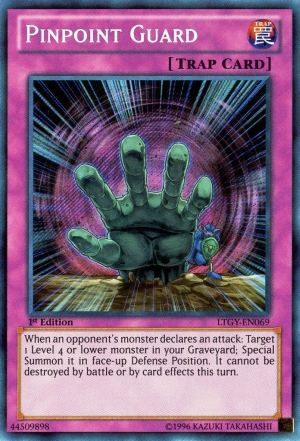 PINPOINT GUARD
TRAP
罠
[TRAP CARD]
1st Edition
LTGY-EN069
When an opponent's monster declares an attack: Target
1 Level 4 or lower monster in your Graveyard; Special
Summon it in face-up Defense Position. It cannot be
destroyed by battle or by card effects this turn.
44509898
©1996 KAZUKI TAKAHASHI